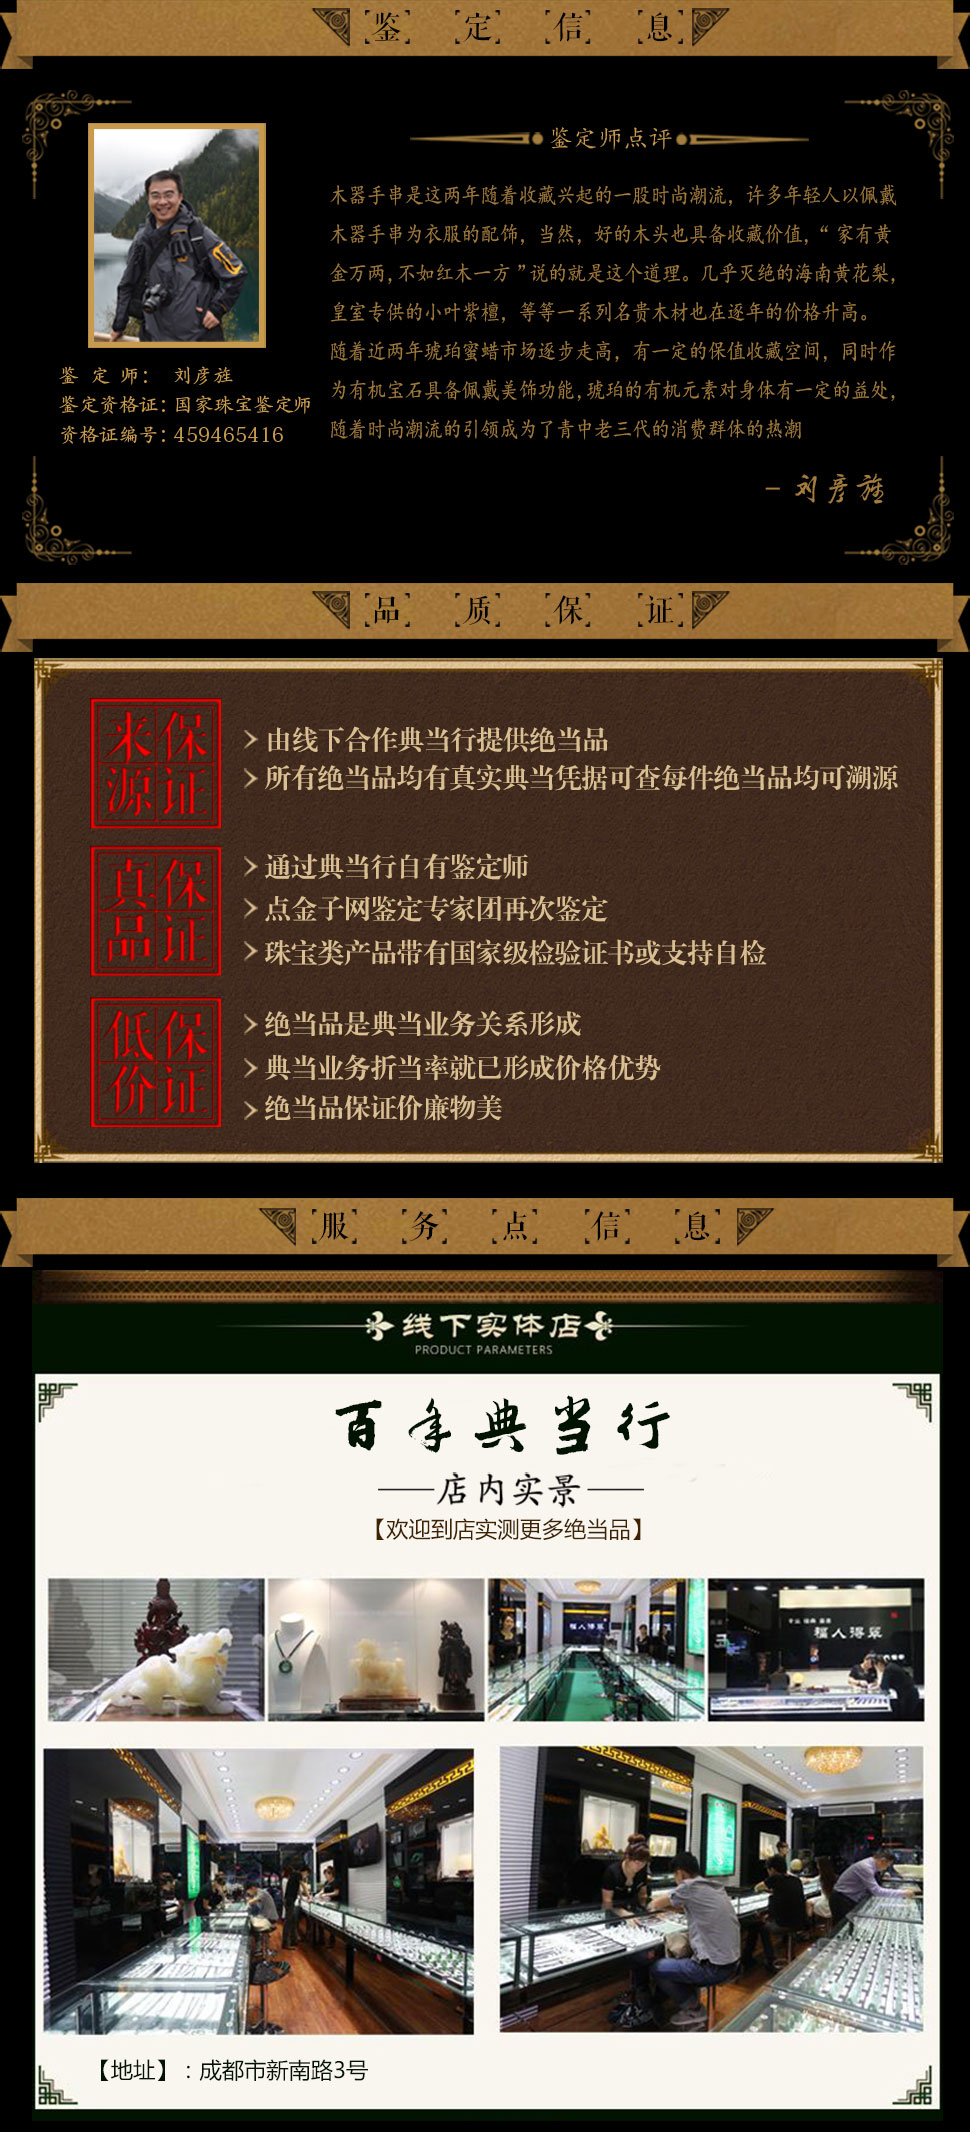 鉴定信息
鉴定师点评
木器手串是这两年随着收藏兴起的一股时尚潮流，许多年轻人以佩戴
木器手串为衣服的配饰，当然，好的木头也具备收藏价值，“家有黄
金万两，不如红木一方”说的就是这个道理。几乎灭绝的海南黄花梨，
皇室专供的小叶紫檀，等等一系列名贵木材也在逐年的价格升高。
随着近两年琥珀蜜蜡市场逐步走高，有一定的保值收藏空间，同时作
为有机宝石具备佩戴美饰功能，琥珀的有机元素对身体有一定的益处，
随着时尚潮流的引领成为了青中老三代的消费群体的热潮
- 刘彦旌
鉴定师： 刘彦旌
鉴定资格证：国家珠宝鉴定师
资格证编号：459465416
品质保证
来源保证
由线下合作典当行提供绝当品
所有绝当品均有真实典当凭据可查每件绝当品均可溯源
真品保证
通过典当行自有鉴定师
点金子网鉴定专家团再次鉴定
珠宝类产品带有国家级检验证书或支持自检
低价保证
绝当品是典当业务关系形成
典当业务折当率就已形成价格优势
绝当品保证价廉物美
服务点信息
线下实体店
PRODUCT PARAMETERS
百年典当行
店内实景
【欢迎到店实测更多绝当品】
福人得翠
【地址】：成都市新南路3号